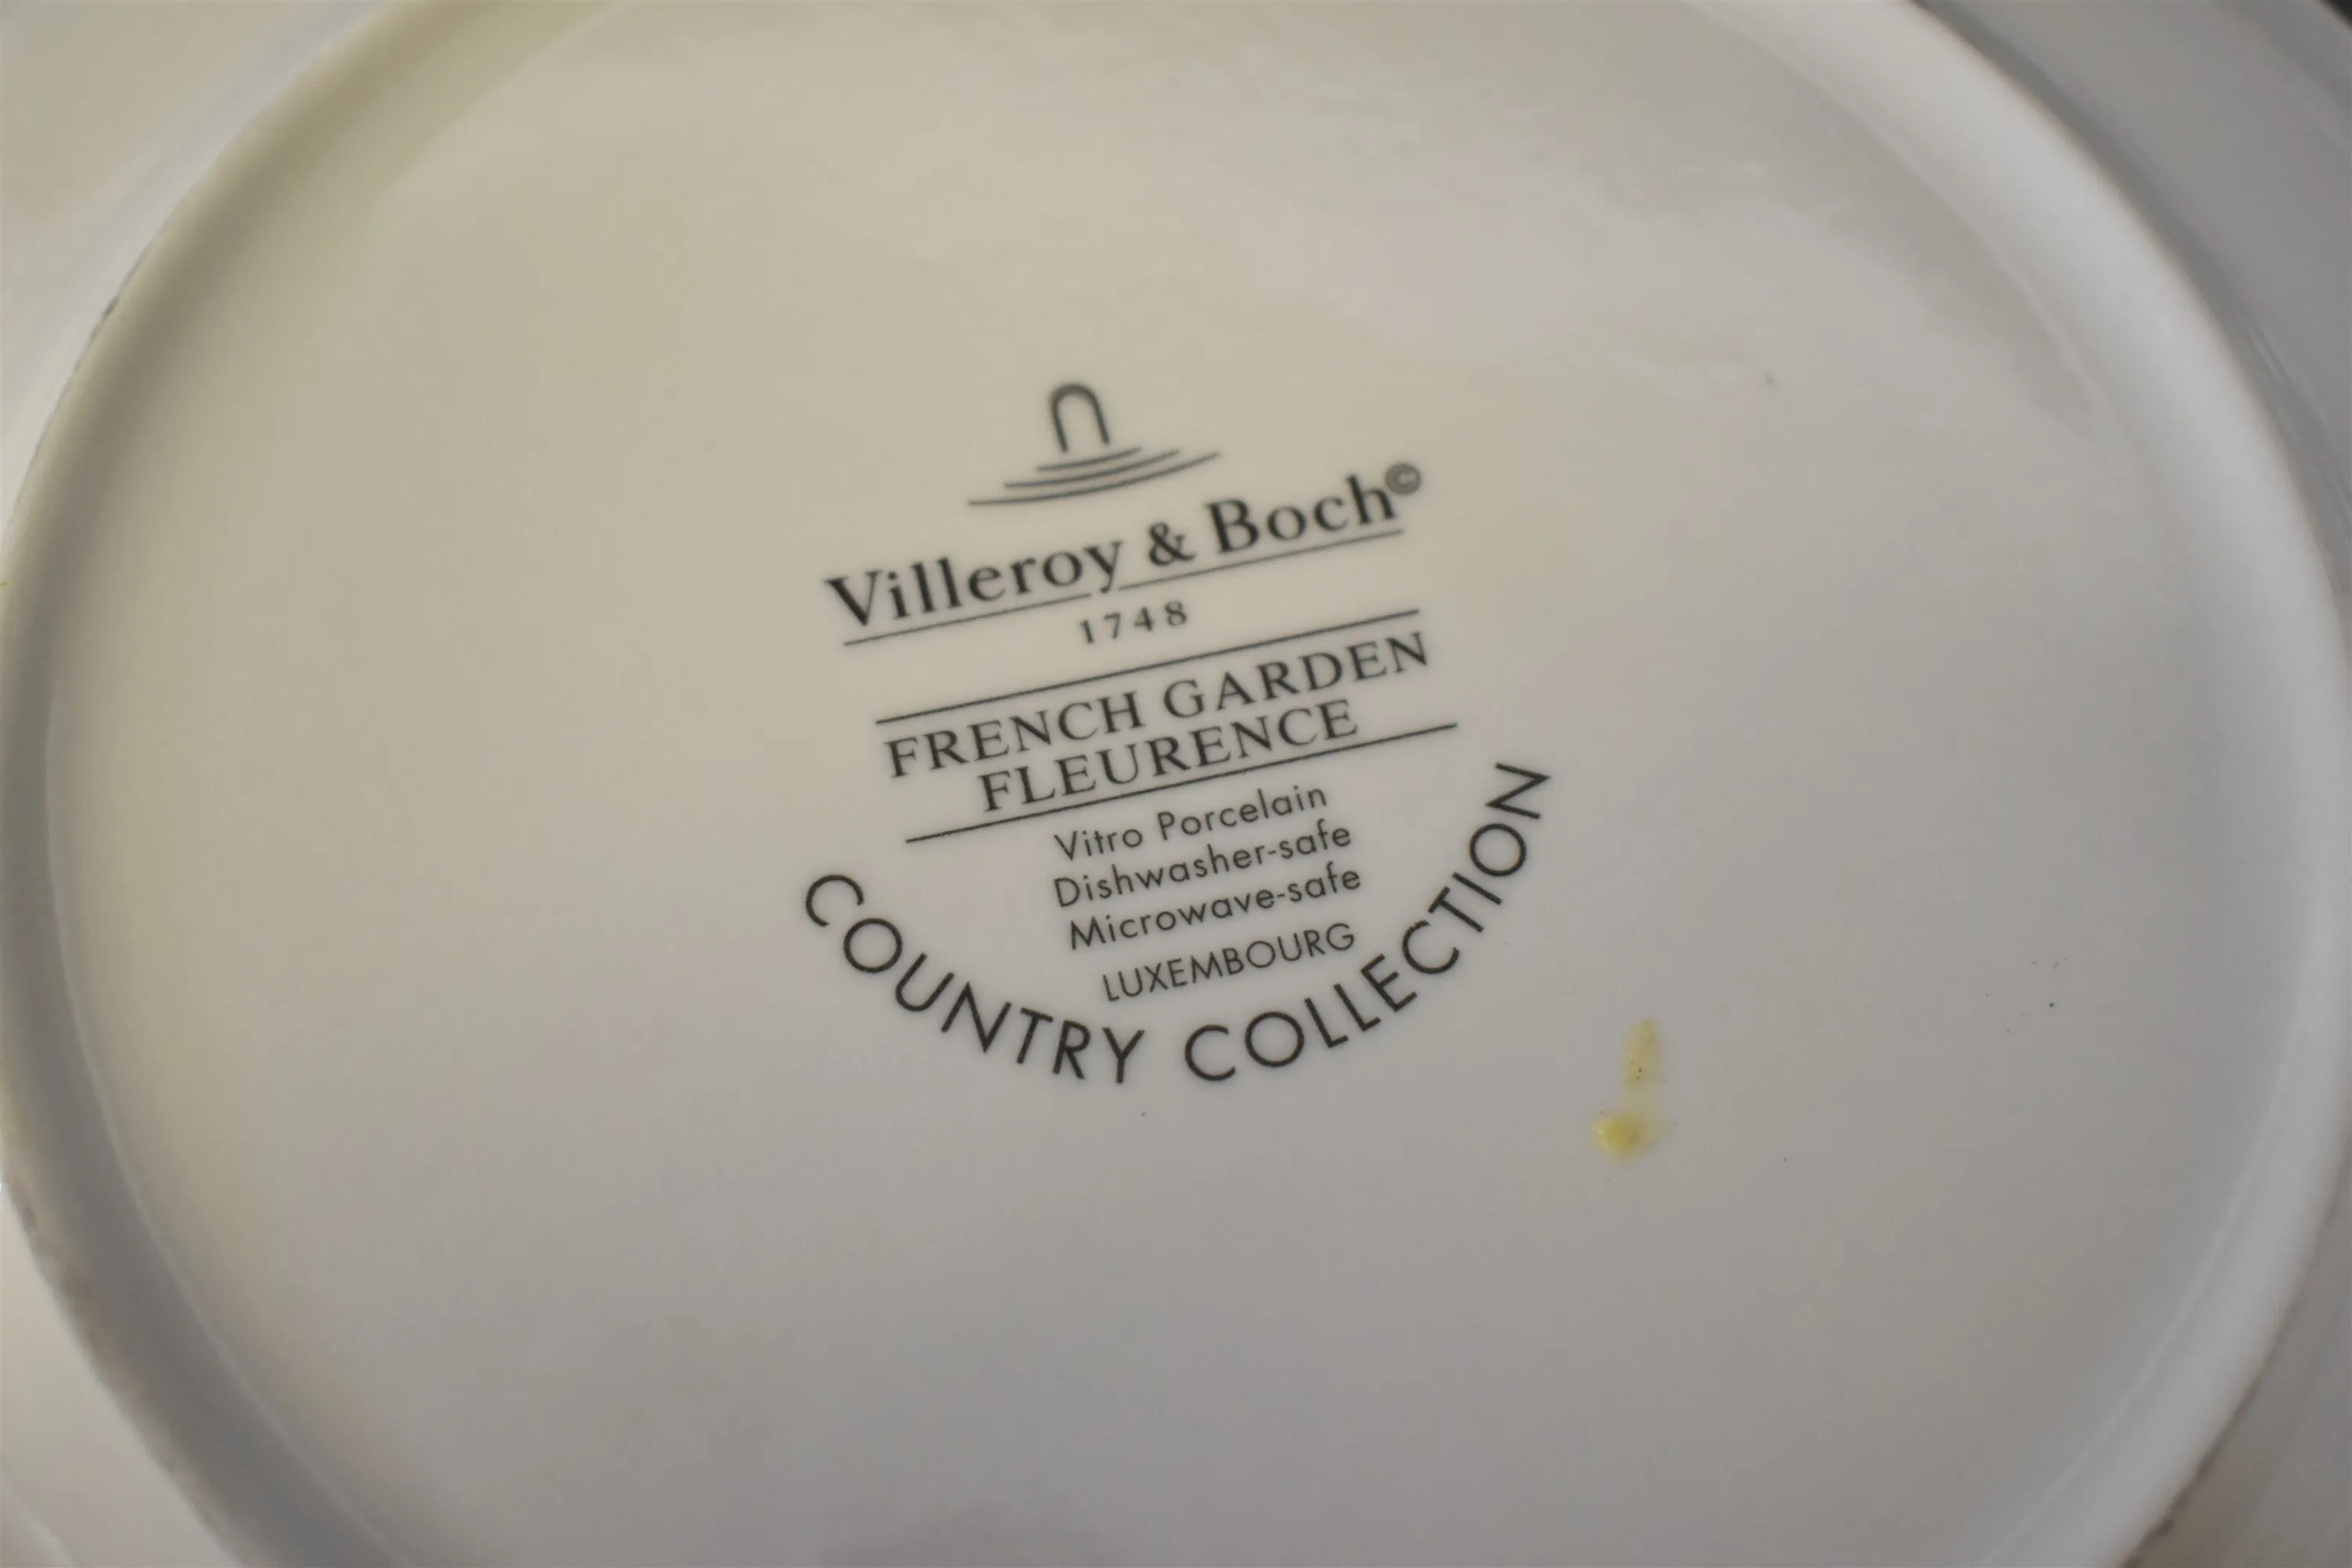 Villeroy & Boch©
1748
FRENCH GARDEN
FLEURENCE
Vitro Porcelain
Dishwasher-safe
Microwave-safe
LUXEMBOURG
COUNTRY COLLECTION